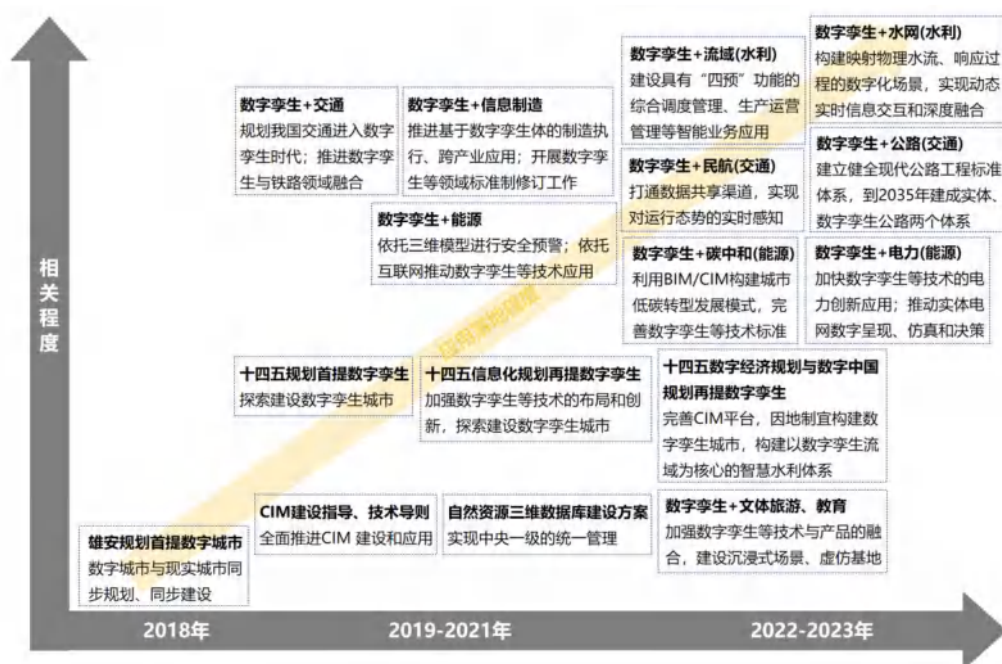 数字孪生+水网(水利)
构建映射物理水流、响应过
程的数字化场景，实现动态
实时信息交互和深度融合
数字孪生+流域(水利)
建设具有“四预”功能的
综合调度管理、生产运营
管理等智能业务应用
数字孪生+交通
规划我国交通进入数字
孪生时代；推进数字孪
生与铁路领域融合
数字孪生+信息制造
推进基于数字孪生体的制造执
行、跨产业应用；开展数字孪
生等领域标准制修订工作
数字孪生+公路(交通)
建立健全现代公路工程标准
体系，到2035年建成实体、
数字孪生公路两个体系
数字孪生+民航(交通)
打通数据共享渠道，实现
对运行态势的实时感知
数字孪生+能源
依托三维模型进行安全预警；依托
互联网推动数字孪生等技术应用
数字孪生+碳中和(能源)
利用BIM/CIM构建城市
低碳转型发展模式，完
善数字孪生等技术标准
数字孪生+电力(能源)
加快数字孪生等技术的电
力创新应用；推动实体电
网数字呈现、仿真和决策
相关程度
十四五规划首提数字孪生
探索建设数字孪生城市
十四五信息化规划再提数字孪生
加强数字孪生等技术的布局和创
新，探索建设数字孪生城市
十四五数字经济规划与数字中国
规划再提数字孪生
完善CIM平台，因地制宜构建数
字孪生城市，构建以数字孪生流
域为核心的智慧水利体系
CIM建设指导、技术导则
全面推进CIM 建设和应用
自然资源三维数据库建设方案
实现中央一级的统一管理
数字孪生+文体旅游、教育
加强数字孪生等技术与产品的融
合，建设沉浸式场景、虚仿基地
雄安规划首提数字城市
数字城市与现实城市同
步规划、同步建设
2018年
2019-2021年
2022-2023年